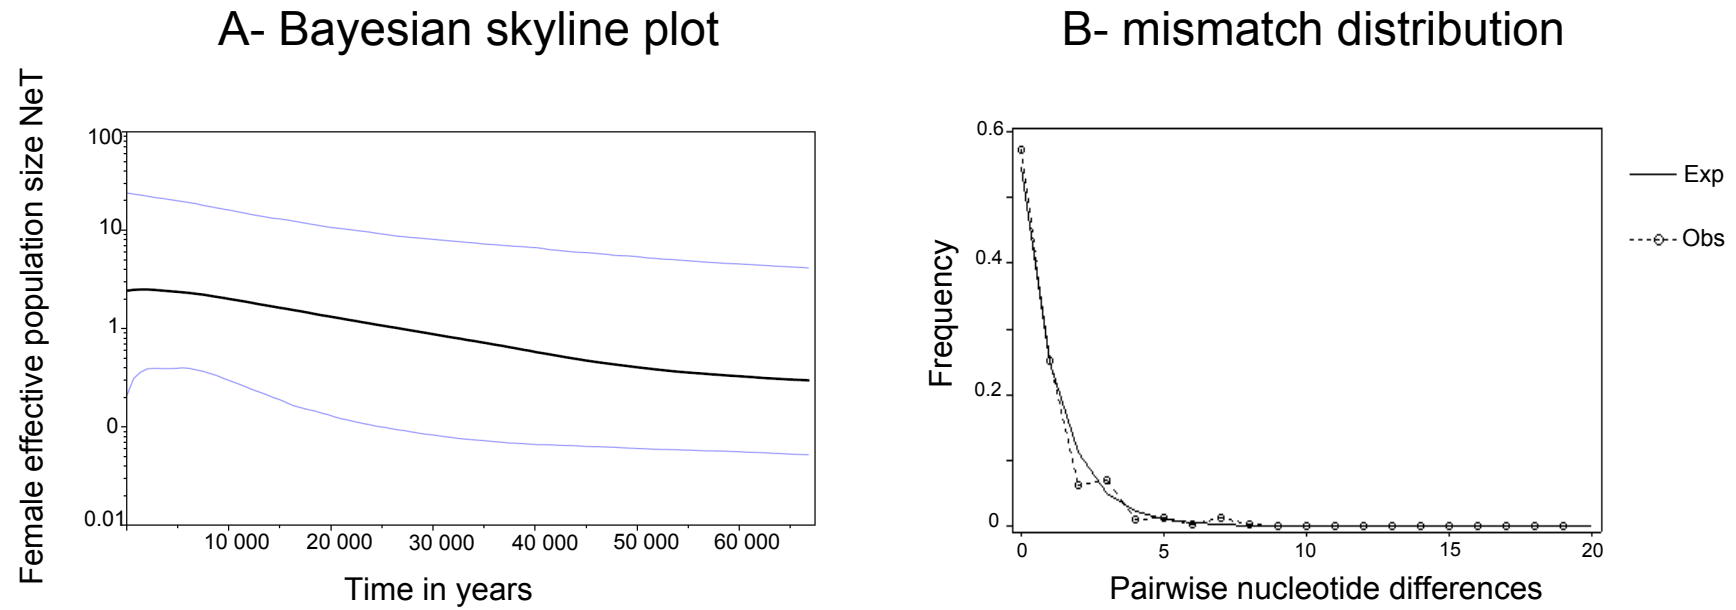 A- Bayesian skyline plot
Female effective population size NeT
100
10
1
0
0.01
10 000 20 000 30 000 40 000 50 000 60 000
Time in years
B- mismatch distribution
Frequency
0.6
0.4
0.2
0
0 5 10 15 20
Pairwise nucleotide differences
Exp
Obs